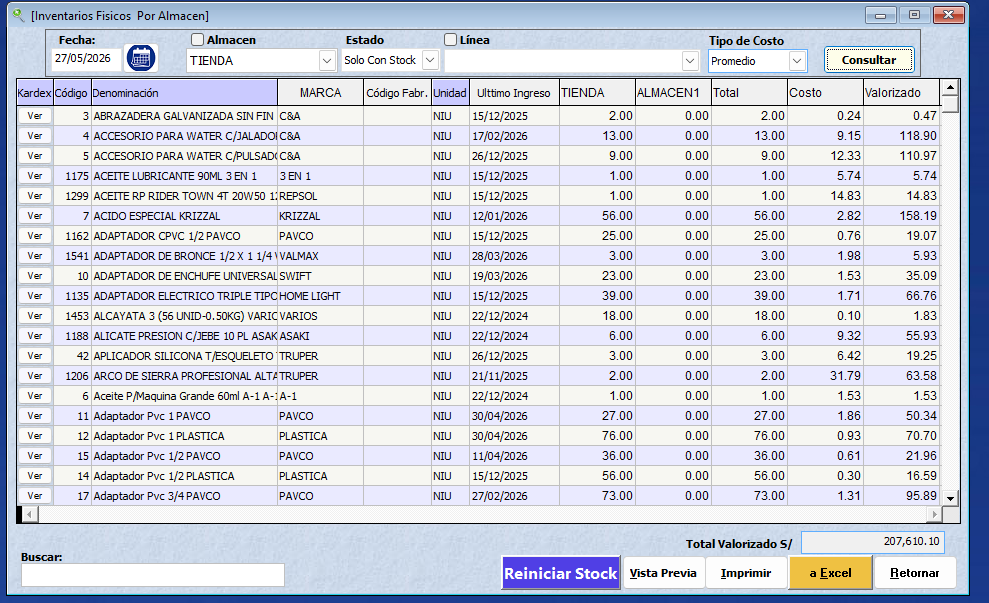 [Inventarios Fisicos Por Almacen]
Fecha: Almacen Estado Línea Tipo de Costo
27/05/2026 TIENDA Solo Con Stock Promedio Consultar
Kardex Código Denominación MARCA Código Fabr. Unidad Ulttimo Ingreso TIENDA ALMACEN1 Total Costo Valorizado
Ver 3 ABRAZADERA GALVANIZADA SIN FIN C&A NIU 15/12/2025 2.00 0.00 2.00 0.24 0.47
Ver 4 ACCESORIO PARA WATER C/JALADOR C&A NIU 17/02/2026 13.00 0.00 13.00 9.15 118.90
Ver 5 ACCESORIO PARA WATER C/PULSADO C&A NIU 26/12/2025 9.00 0.00 9.00 12.33 110.97
Ver 1175 ACEITE LUBRICANTE 90ML 3 EN 1 3 EN 1 NIU 15/12/2025 1.00 0.00 1.00 5.74 5.74
Ver 1299 ACEITE RP RIDER TOWN 4T 20W50 12 REPSOL NIU 15/12/2025 1.00 0.00 1.00 14.83 14.83
Ver 7 ACIDO ESPECIAL KRIZZAL KRIZZAL NIU 12/01/2026 56.00 0.00 56.00 2.82 158.19
Ver 1162 ADAPTADOR CPVC 1/2 PAVCO PAVCO NIU 15/12/2025 25.00 0.00 25.00 0.76 19.07
Ver 1541 ADAPTADOR DE BRONCE 1/2 X 1 1/4 VALMAX NIU 28/03/2026 3.00 0.00 3.00 1.98 5.93
Ver 10 ADAPTADOR DE ENCHUFE UNIVERSAL SWIFT NIU 19/03/2026 23.00 0.00 23.00 1.53 35.09
Ver 1135 ADAPTADOR ELECTRICO TRIPLE TIPO HOME LIGHT NIU 15/12/2025 39.00 0.00 39.00 1.71 66.76
Ver 1453 ALCAYATA 3 (56 UNID-0.50KG) VARIO VARIOS NIU 22/12/2024 18.00 0.00 18.00 0.10 1.83
Ver 1188 ALICATE PRESION C/JEBE 10 PL ASAK ASAKI NIU 22/12/2024 6.00 0.00 6.00 9.32 55.93
Ver 42 APLICADOR SILICONA T/ESQUELETO TRUPER NIU 26/12/2025 3.00 0.00 3.00 6.42 19.25
Ver 1206 ARCO DE SIERRA PROFESIONAL ALTA TRUPER NIU 21/11/2025 2.00 0.00 2.00 31.79 63.58
Ver 6 Aceite P/Maquina Grande 60ml A-1 A-1 A-1 NIU 22/12/2024 1.00 0.00 1.00 1.53 1.53
Ver 11 Adaptador Pvc 1 PAVCO PAVCO NIU 30/04/2026 27.00 0.00 27.00 1.86 50.34
Ver 12 Adaptador Pvc 1 PLASTICA PLASTICA NIU 30/04/2026 76.00 0.00 76.00 0.93 70.70
Ver 15 Adaptador Pvc 1/2 PAVCO PAVCO NIU 11/04/2026 36.00 0.00 36.00 0.61 21.96
Ver 14 Adaptador Pvc 1/2 PLASTICA PLASTICA NIU 15/12/2025 56.00 0.00 56.00 0.30 16.59
Ver 17 Adaptador Pvc 3/4 PAVCO PAVCO NIU 27/02/2026 73.00 0.00 73.00 1.31 95.89
Total Valorizado S/ 207,610.10
Buscar:
Reiniciar Stock Vista Previa Imprimir a Excel Retornar